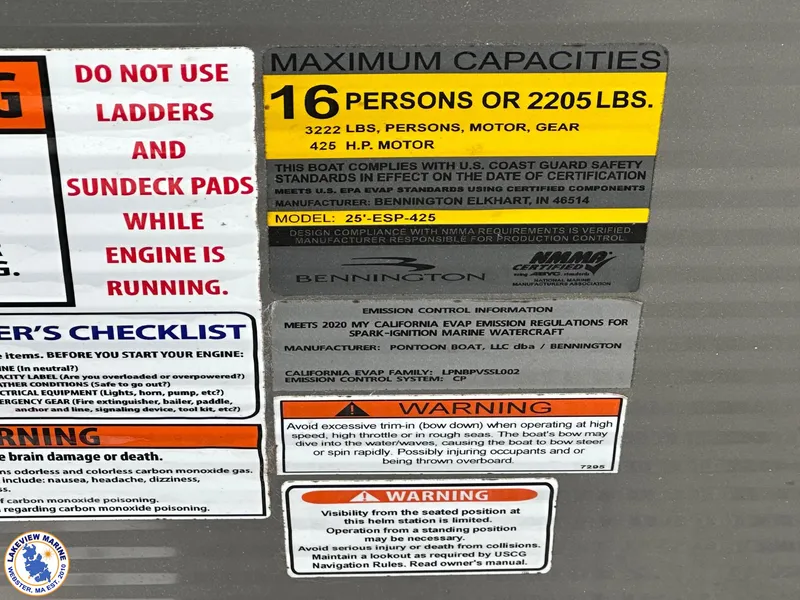 G
G.
DO NOT USE
LADDERS
AND
SUNDECK PADS
WHILE
ENGINE IS
RUNNING.
ER'S CHECKLIST
e items. BEFORE YOU START YOUR ENGINE:
INE (In neutral?)
ACITY LABEL (Are you overloaded or overpowered?)
ATHER CONDITIONS (Safe to go out?)
CTRICAL EQUIPMENT (Lights, horn, pump, etc?)
ERGENCY GEAR (Fire extinguisher, bailer, paddle,
anchor and line, signaling device, tool kit, etc?)
RNING
e brain damage or death.
ns odorless and colorless carbon monoxide gas.
include: nausea, headache, dizziness,
ss.
f carbon monoxide poisoning.
regarding carbon monoxide poisoning.
MAXIMUM CAPACITIES
16 PERSONS OR 2205 LBS.
3222 LBS, PERSONS, MOTOR, GEAR
425 H.P. MOTOR
THIS BOAT COMPLIES WITH U.S. COAST GUARD SAFETY
STANDARDS IN EFFECT ON THE DATE OF CERTIFICATION
MEETS U.S. EPA EVAP STANDARDS USING CERTIFIED COMPONENTS
MANUFACTURER: BENNINGTON ELKHART, IN 46514
MODEL: 25'-ESP-425
DESIGN COMPLIANCE WITH NMMA REQUIREMENTS IS VERIFIED.
MANUFACTURER RESPONSIBLE FOR PRODUCTION CONTROL.
BENNINGTON
NMMA
CERTIFIED
using ABYC standards
NATIONAL MARINE
MANUFACTURERS ASSOCIATION
EMISSION CONTROL INFORMATION
MEETS 2020 MY CALIFORNIA EVAP EMISSION REGULATIONS FOR
SPARK-IGNITION MARINE WATERCRAFT
MANUFACTURER: PONTOON BOAT, LLC dba / BENNINGTON
CALIFORNIA EVAP FAMILY: LPNBPVSSL002
EMISSION CONTROL SYSTEM: CP
WARNING
Avoid excessive trim-in (bow down) when operating at high
speed, high throttle or in rough seas. The boat's bow may
dive into the water/waves, causing the boat to bow steer
or spin rapidly. Possibly injuring occupants and or
being thrown overboard.
7295
WARNING
Visibility from the seated position at
this helm station is limited.
Operation from a standing position
may be necessary.
Avoid serious injury or death from collisions.
Maintain a lookout as required by USCG
Navigation Rules. Read owner's manual.
LAKEVIEW MARINE
WEBSTER, MA EST. 2010